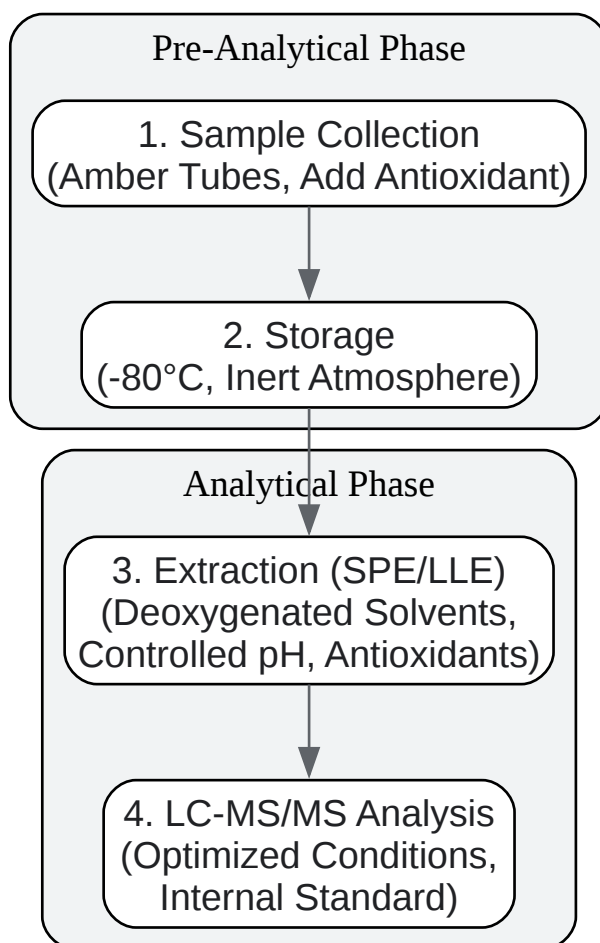 Pre-Analytical Phase
1. Sample Collection
(Amber Tubes, Add Antioxidant)
2. Storage
(-80°C, Inert Atmosphere)
Analytical Phase
3. Extraction (SPE/LLE)
(Deoxygenated Solvents,
Controlled pH, Antioxidants)
4. LC-MS/MS Analysis
(Optimized Conditions,
Internal Standard)